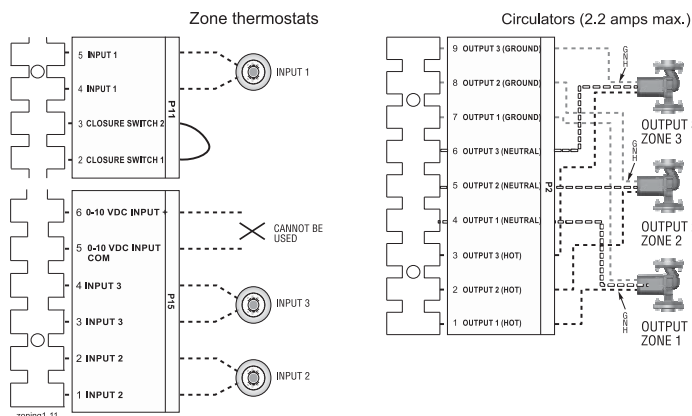 Zone thermostats
5 INPUT 1
4 INPUT 1
3 CLOSURE SWITCH 2
2 CLOSURE SWITCH 1
P11
INPUT 1
6 0-10 VDC INPUT +
5 0-10 VDC INPUT
COM
4 INPUT 3
3 INPUT 3
2 INPUT 2
1 INPUT 2
P15
CANNOT BE
USED
INPUT 3
INPUT 2
zoning1-11
Circulators (2.2 amps max.)
9 OUTPUT 3 (GROUND)
8 OUTPUT 2 (GROUND)
7 OUTPUT 1 (GROUND)
6 OUTPUT 3 (NEUTRAL)
5 OUTPUT 2 (NEUTRAL)
4 OUTPUT 1 (NEUTRAL)
3 OUTPUT 3 (HOT)
2 OUTPUT 2 (HOT)
1 OUTPUT 1 (HOT)
P2
G N H
OUTPUT
ZONE 3
G N H
OUTPUT
ZONE 2
G N H
OUTPUT
ZONE 1